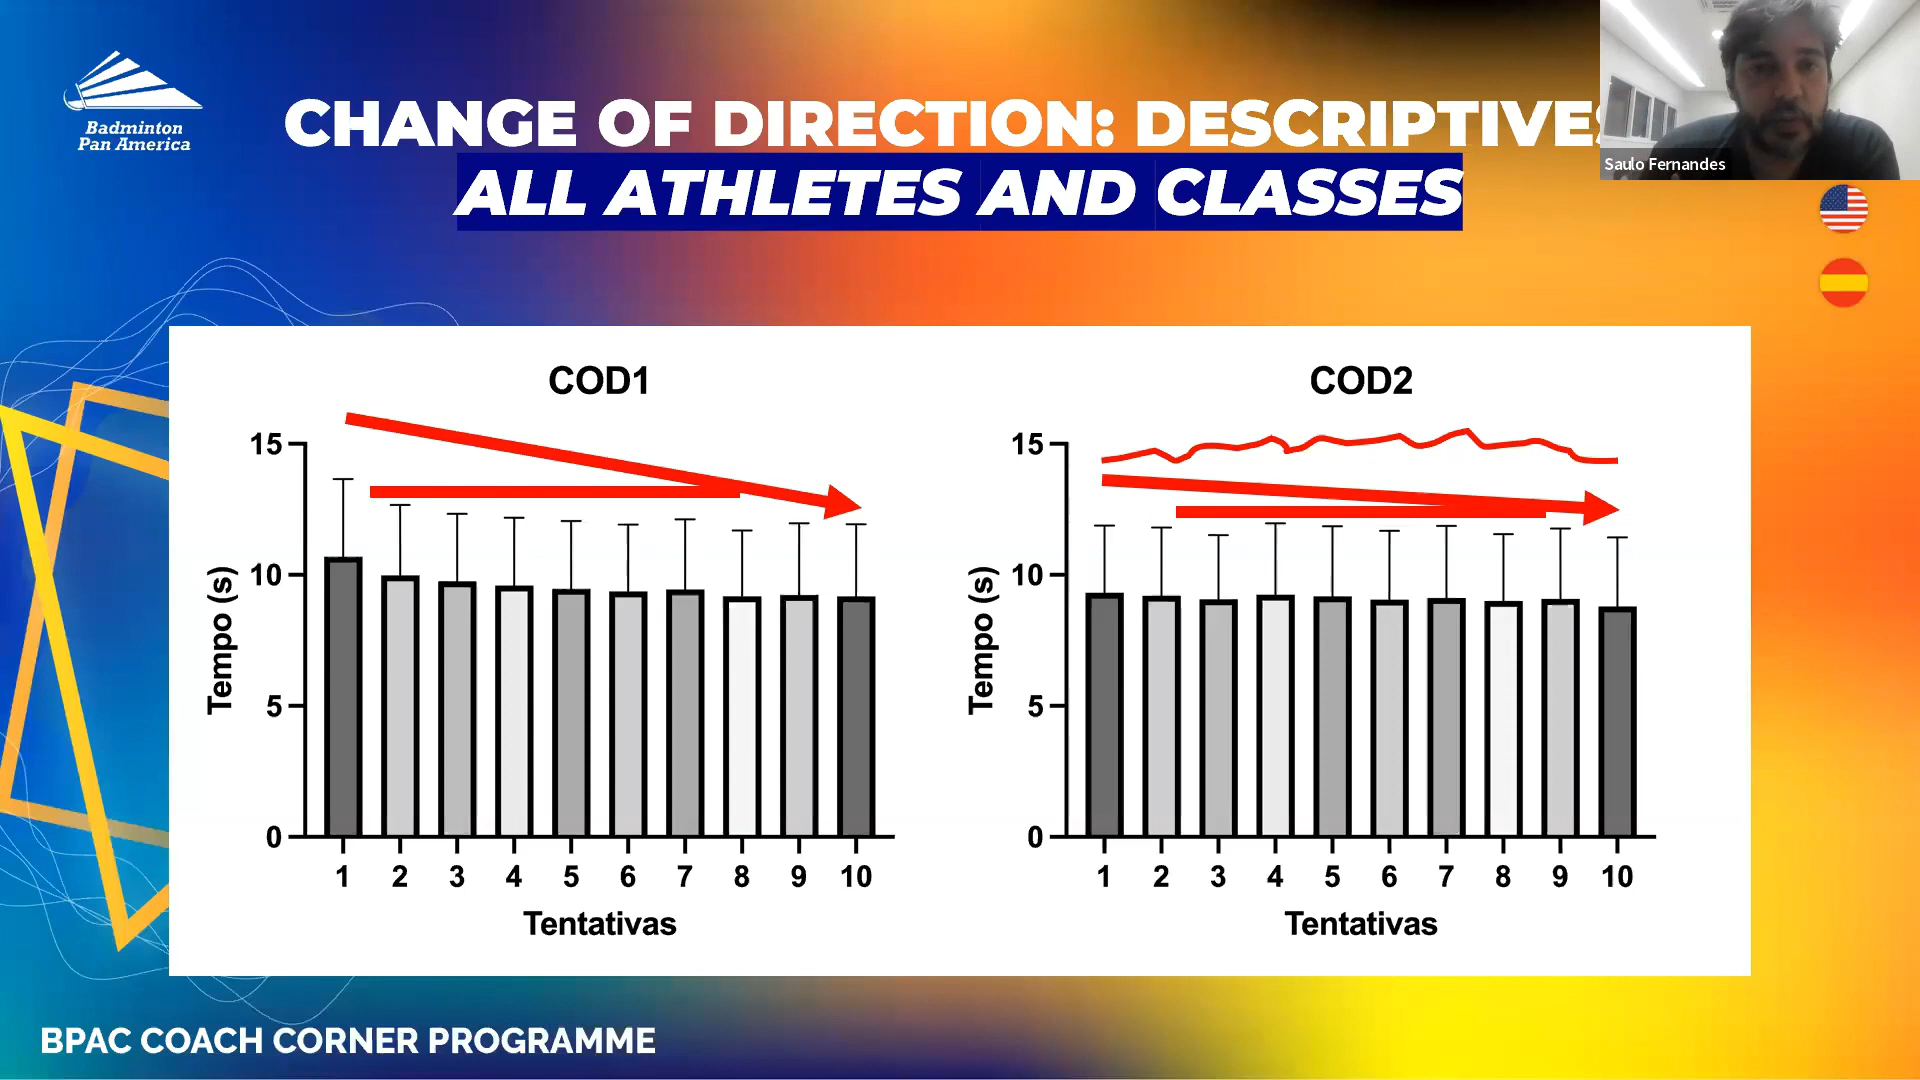 Badminton
Pan America
CHANGE OF DIRECTION: DESCRIPTIVES
ALL ATHLETES AND CLASSES
Saulo Fernandes
COD1
15
10
5
0
Tempo (s)
1 2 3 4 5 6 7 8 9 10
Tentativas
COD2
15
10
5
0
Tempo (s)
1 2 3 4 5 6 7 8 9 10
Tentativas
BPAC COACH CORNER PROGRAMME